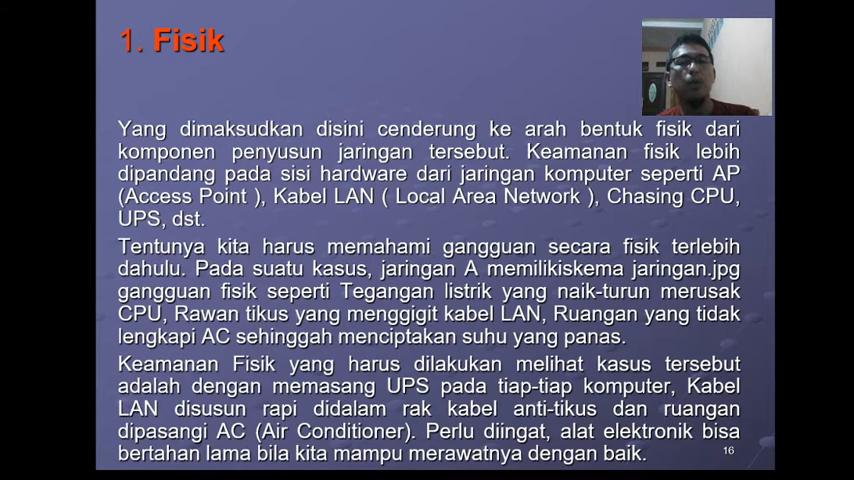 1. Fisik
Yang dimaksudkan disini cenderung ke arah bentuk fisik dari
komponen penyusun jaringan tersebut. Keamanan fisik lebih
dipandang pada sisi hardware dari jaringan komputer seperti AP
(Access Point ), Kabel LAN ( Local Area Network ), Chasing CPU,
UPS, dst.
Tentunya kita harus memahami gangguan secara fisik terlebih
dahulu. Pada suatu kasus, jaringan A memilikiskema jaringan.jpg
gangguan fisik seperti Tegangan listrik yang naik-turun merusak
CPU, Rawan tikus yang menggigit kabel LAN, Ruangan yang tidak
lengkapi AC sehinggah menciptakan suhu yang panas.
Keamanan Fisik yang harus dilakukan melihat kasus tersebut
adalah dengan memasang UPS pada tiap-tiap komputer, Kabel
LAN disusun rapi didalam rak kabel anti-tikus dan ruangan
dipasangi AC (Air Conditioner). Perlu diingat, alat elektronik bisa
bertahan lama bila kita mampu merawatnya dengan baik.
16